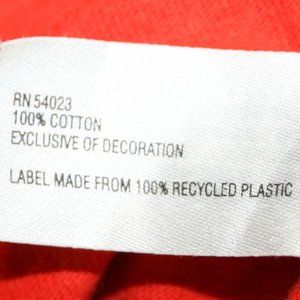 RN 54023
100% COTTON
EXCLUSIVE OF DECORATION
LABEL MADE FROM 100% RECYCLED PLASTIC